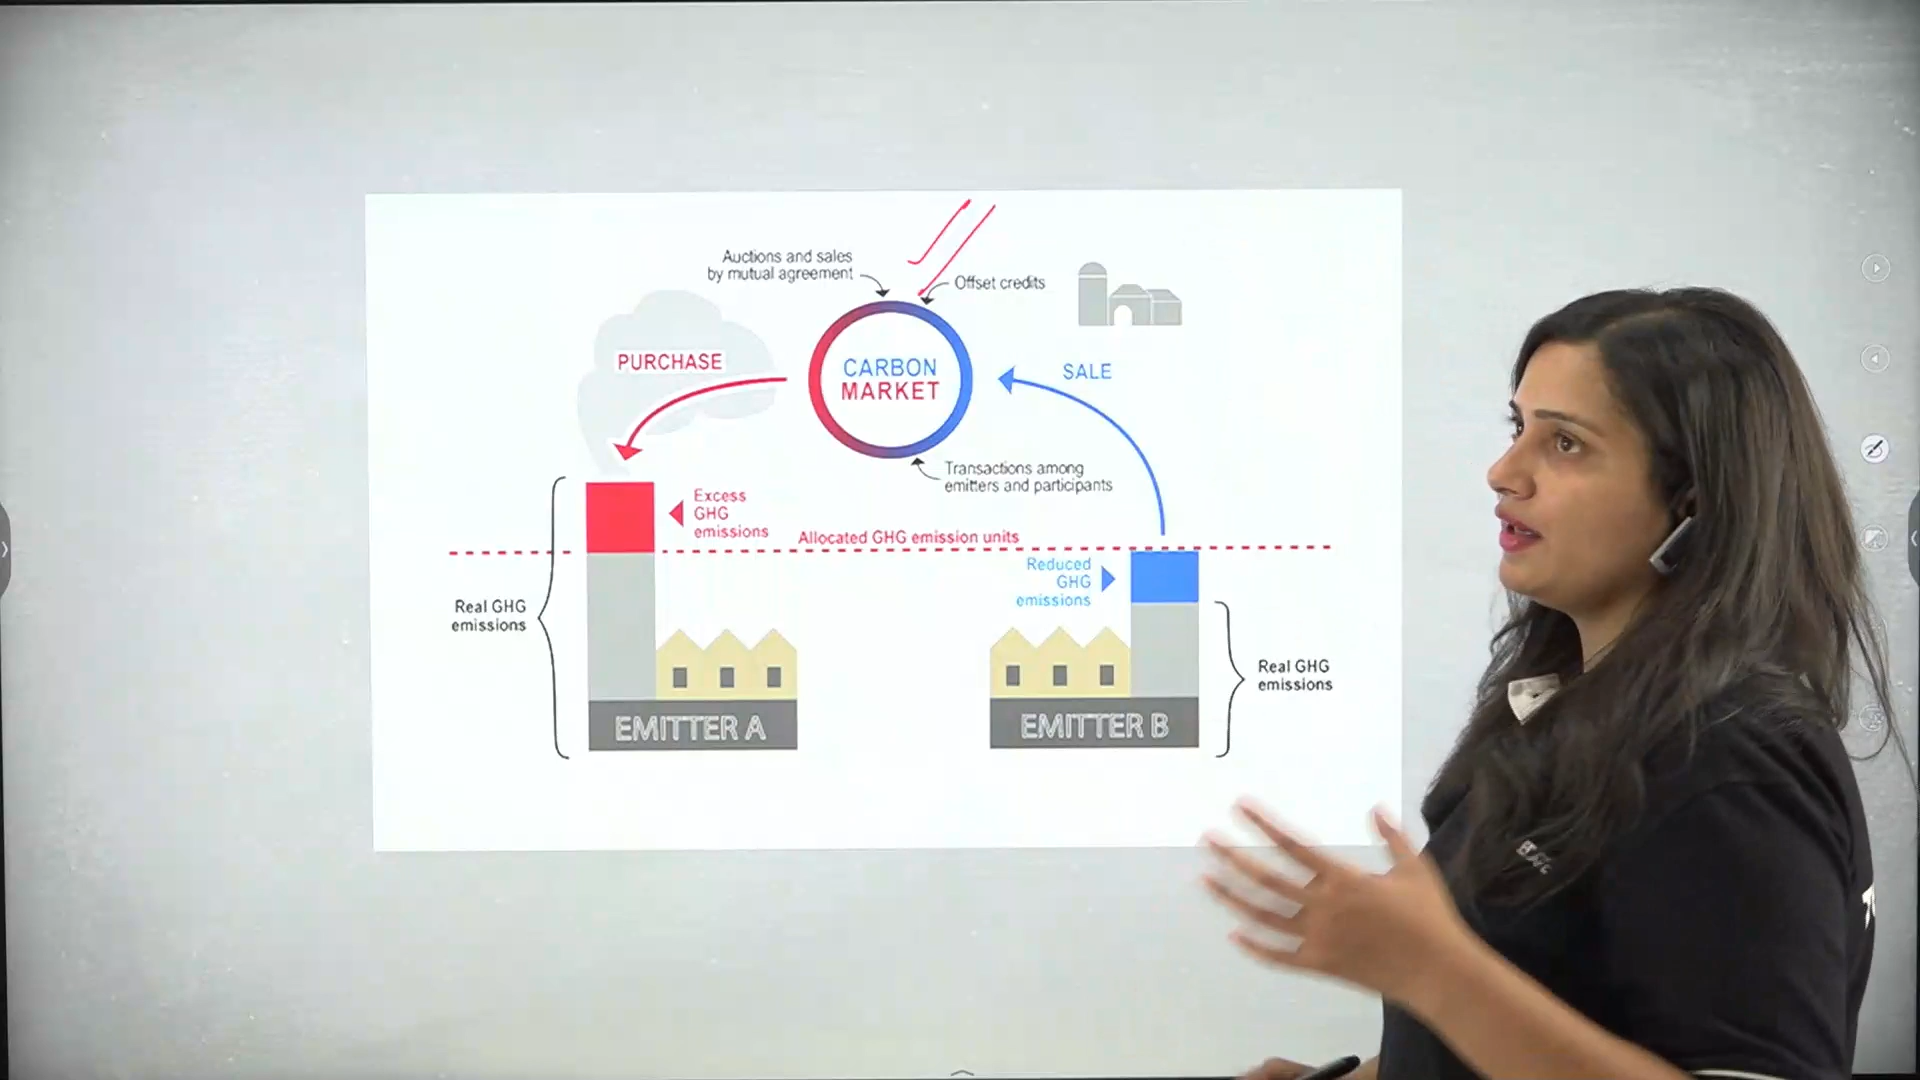 Auctions and sales
by mutual agreement
Offset credits
PURCHASE
CARBON
MARKET
SALE
Transactions among
emitters and participants
Excess
GHG
emissions
Allocated GHG emission units
Reduced
GHG
emissions
Real GHG
emissions
Real GHG
emissions
EMITTER A
EMITTER B